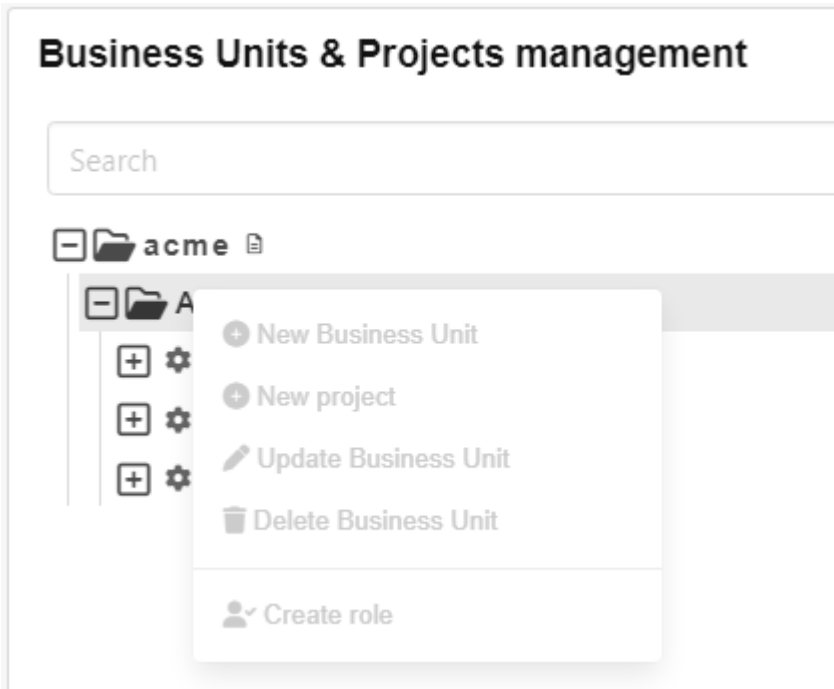 Business Units & Projects management
Search
acme
A
New Business Unit
New project
Update Business Unit
Delete Business Unit
Create role